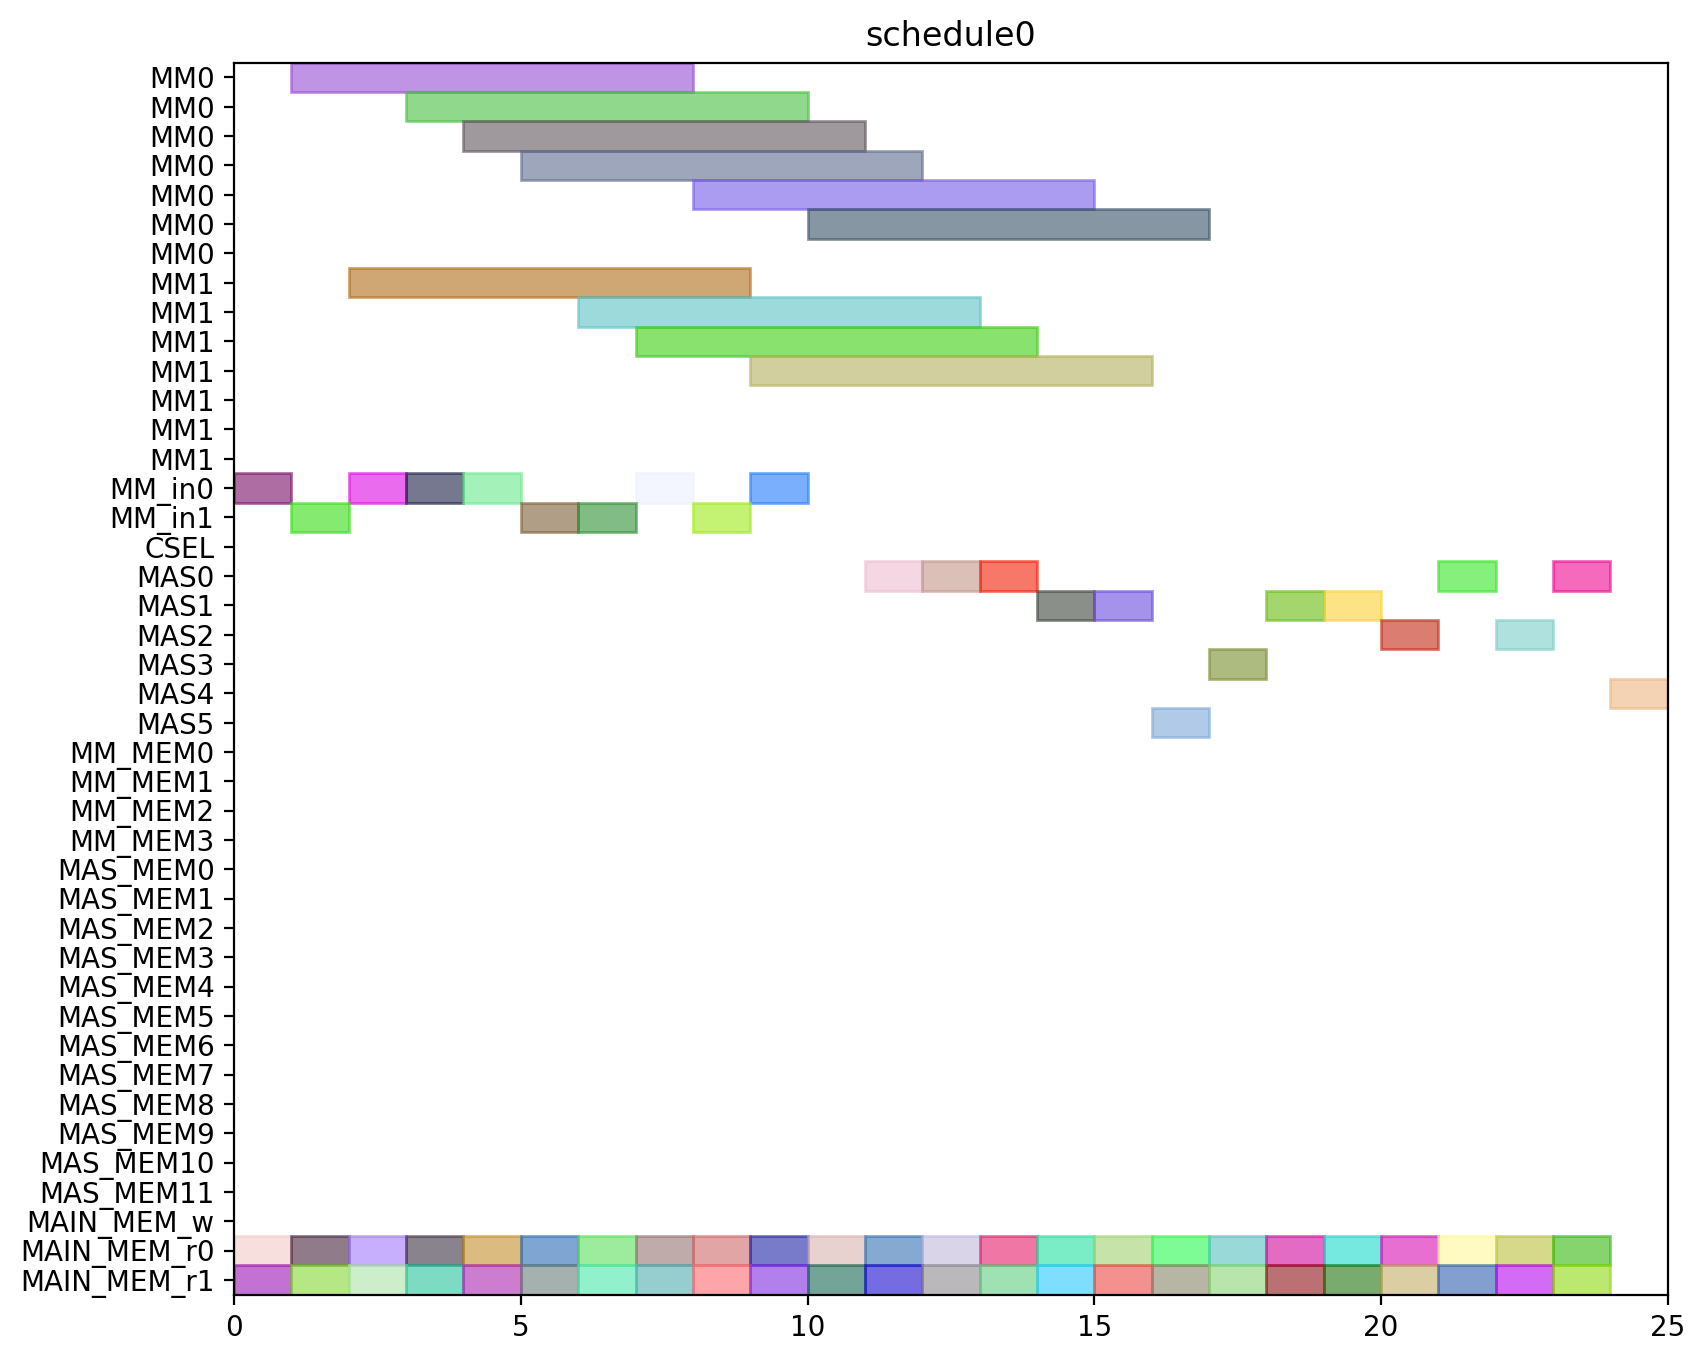 schedule0
MM0
MM0
MM0
MM0
MM0
MM0
MM0
MM1
MM1
MM1
MM1
MM1
MM1
MM1
MM_in0
MM_in1
CSEL
MAS0
MAS1
MAS2
MAS3
MAS4
MAS5
MM_MEM0
MM_MEM1
MM_MEM2
MM_MEM3
MAS_MEM0
MAS_MEM1
MAS_MEM2
MAS_MEM3
MAS_MEM4
MAS_MEM5
MAS_MEM6
MAS_MEM7
MAS_MEM8
MAS_MEM9
MAS_MEM10
MAS_MEM11
MAIN_MEM_w
MAIN_MEM_r0
MAIN_MEM_r1
0 5 10 15 20 25